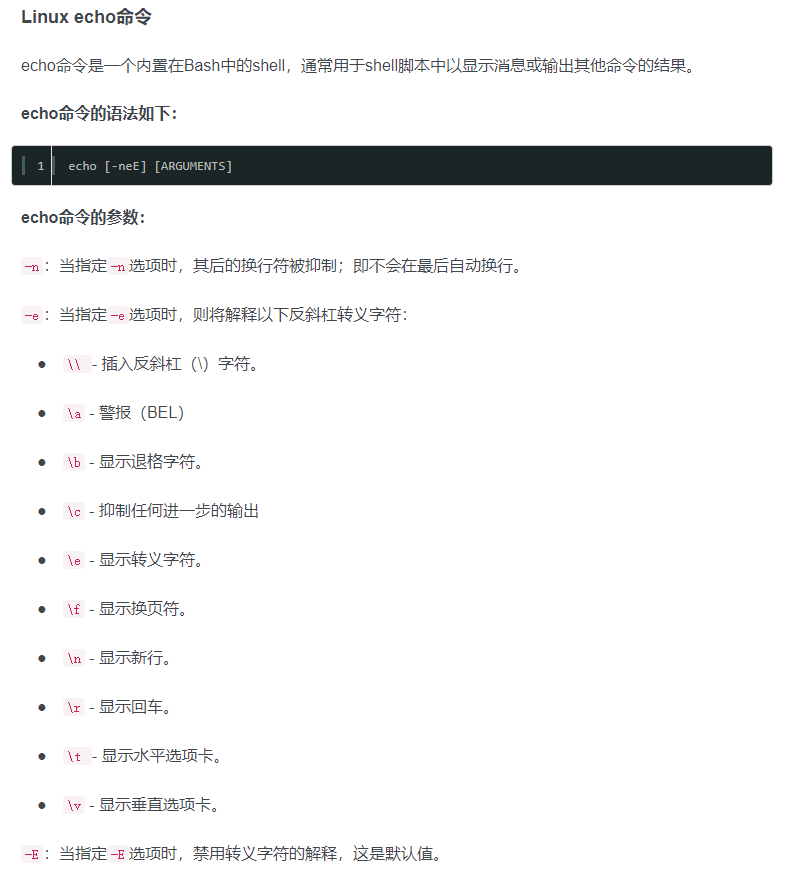 Linux echo命令
echo命令是一个内置在Bash中的shell，通常用于shell脚本中以显示消息或输出其他命令的结果。
echo命令的语法如下：
1 echo [-neE] [ARGUMENTS]
echo命令的参数：
-n：当指定-n选项时，其后的换行符被抑制；即不会在最后自动换行。
-e：当指定-e选项时，则将解释以下反斜杠转义字符：
● \\ - 插入反斜杠（\）字符。
● \a - 警报（BEL）
● \b - 显示退格字符。
● \c - 抑制任何进一步的输出
● \e - 显示转义字符。
● \f - 显示换页符。
● \n - 显示新行。
● \r - 显示回车。
● \t - 显示水平选项卡。
● \v - 显示垂直选项卡。
-E：当指定-E选项时，禁用转义字符的解释，这是默认值。